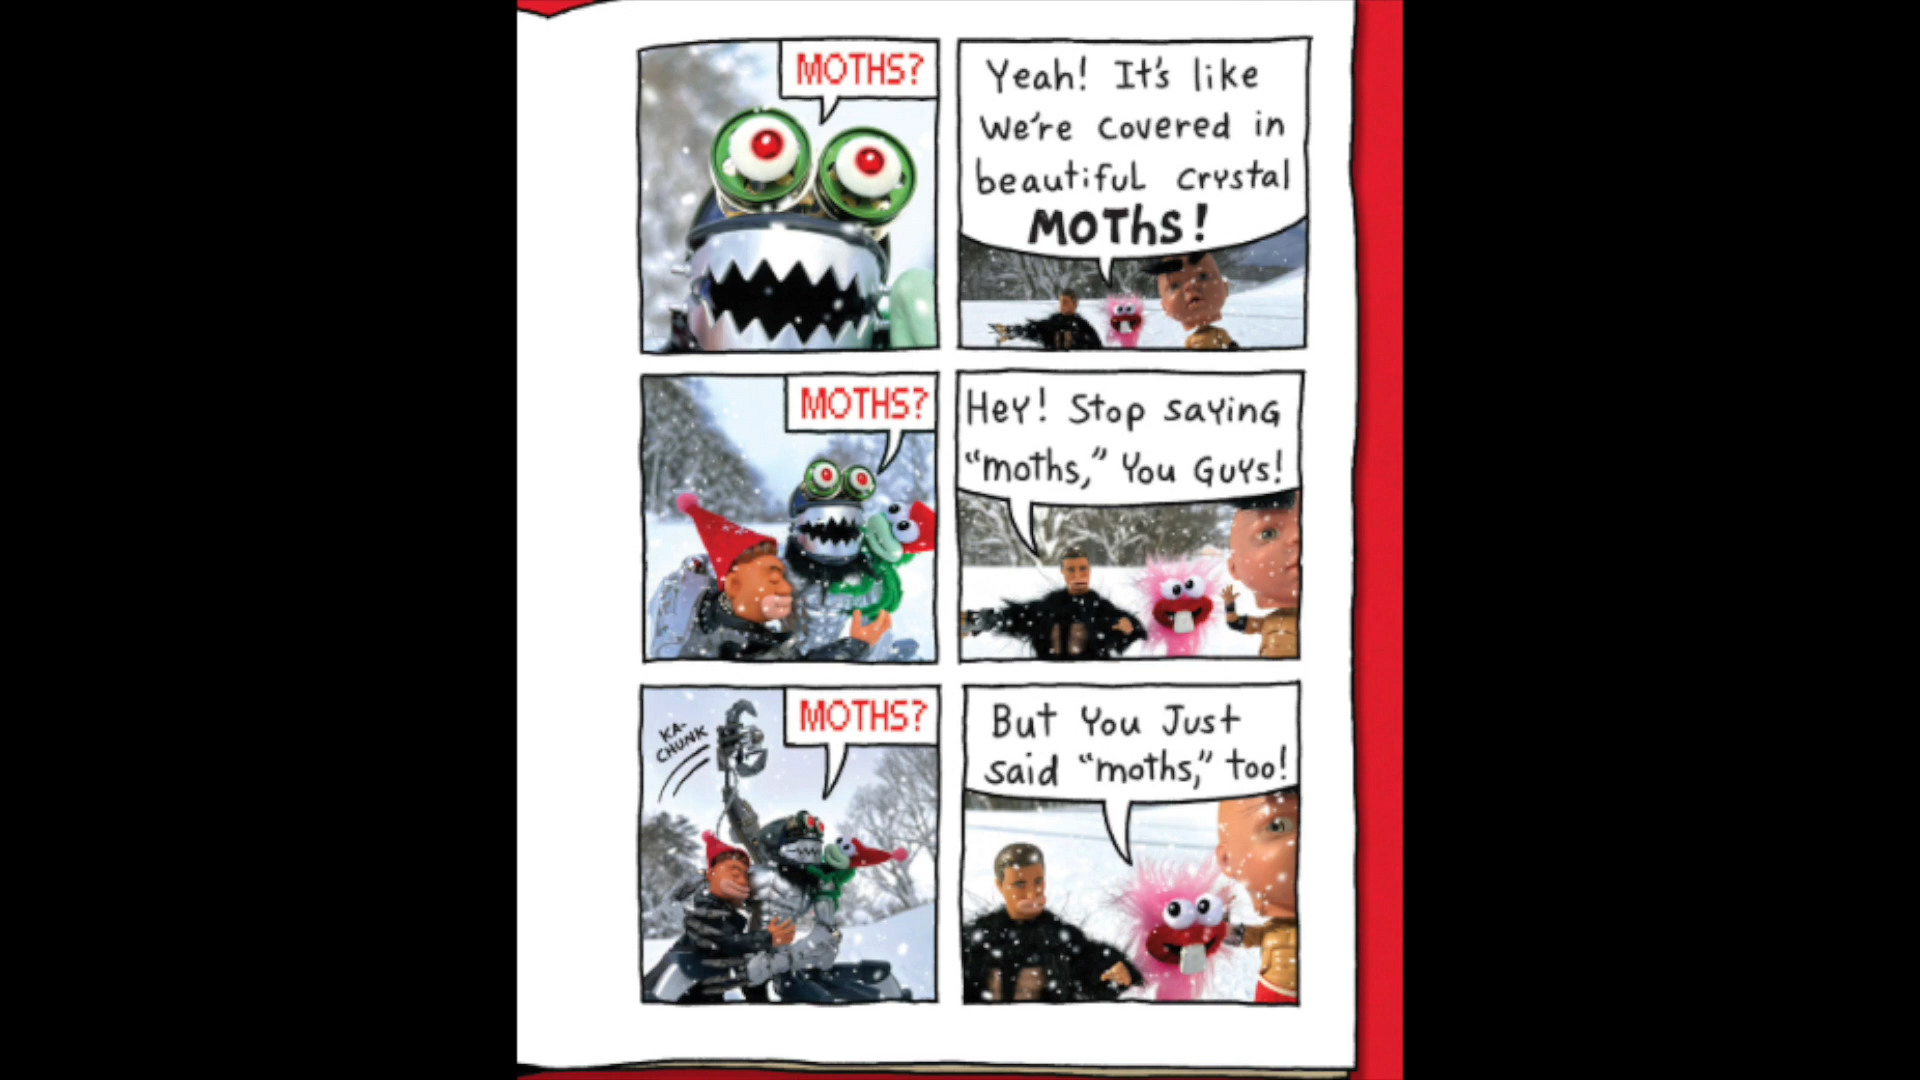 MOTHS?
Yeah! It's like
we're covered in
beautiful crystal
MOThs!
MOTHS?
Hey! Stop saying
“moths,” You Guys!
KA-
CHUNK
MOTHS?
But You Just
said “moths,” too!